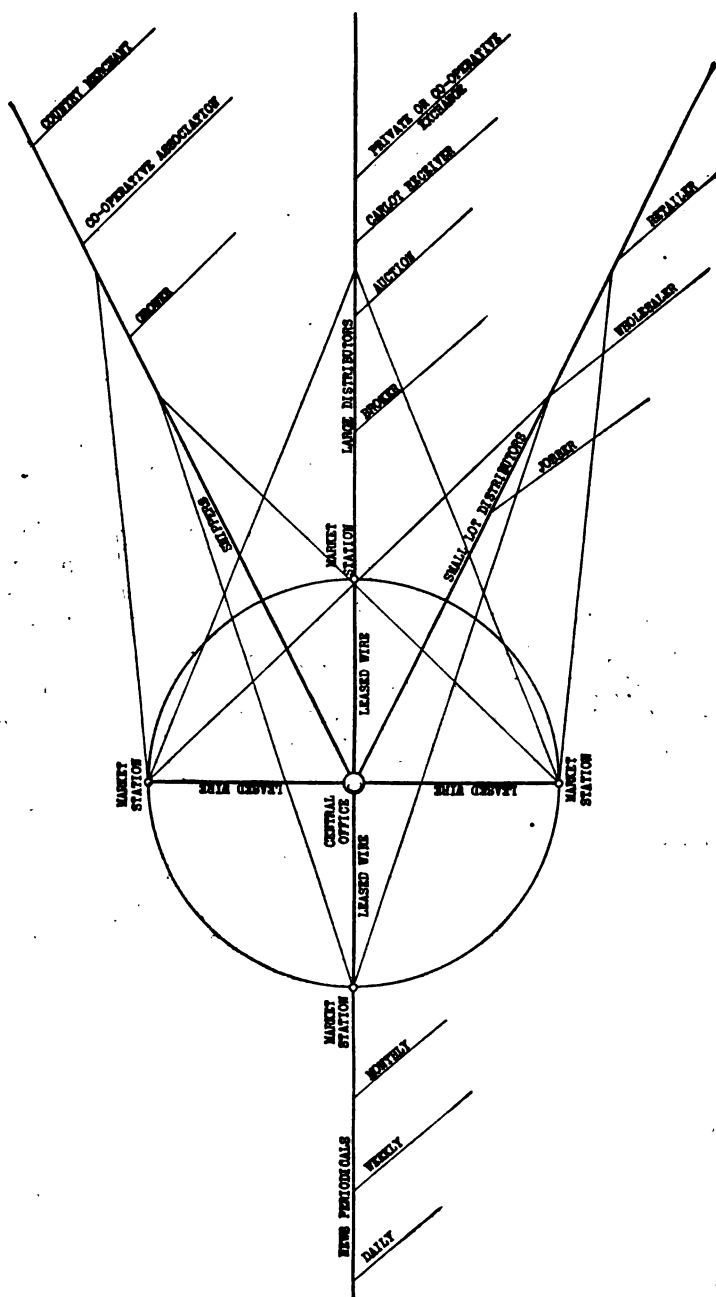 COUNTRY MERCHANT
CO-OPERATIVE ASSOCIATION
GROWER
SHIPPERS
PRIVATE OR CO-OPERATIVE
EXCHANGE
CARLOT RECEIVER
AUCTION
BROKER
LARGE DISTRIBUTORS
RETAILER
WHOLESALER
JOBBER
SMALL LOT DISTRIBUTORS
MARKET
STATION
LEASED WIRE
MARKET
STATION
LEASED WIRE
CENTRAL
OFFICE
LEASED WIRE
MARKET
STATION
LEASED WIRE
MARKET
STATION
MONTHLY
WEEKLY
DAILY
NEWS PERIODICALS